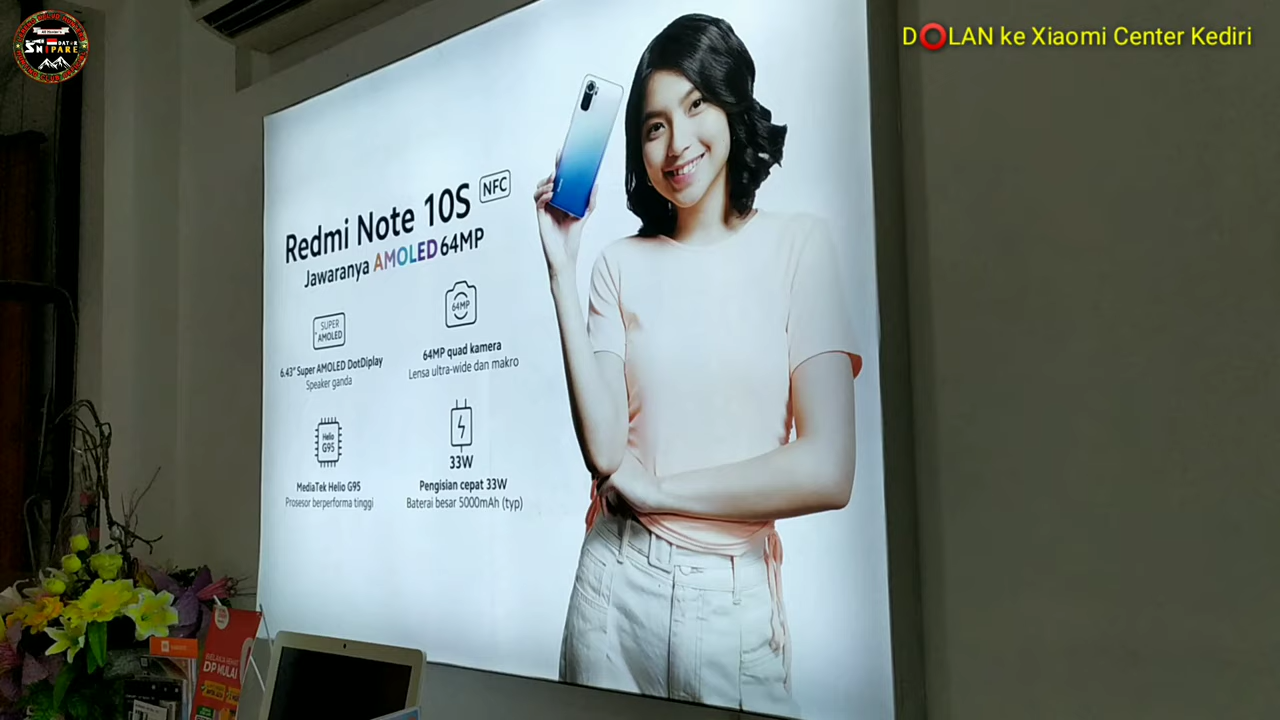 SHIPARE
DOLAN ke Xiaomi Center Kediri
Redmi Note 10S NFC
Jawaranya AMOLED 64MP
SUPER
AMOLED
6.43" Super AMOLED DotDiplay
Speaker ganda
64MP
64MP quad kamera
Lensa ultra-wide dan makro
Helio
G95
MediaTek Helio G95
Prosesor berperforma tinggi
33W
Pengisian cepat 33W
Baterai besar 5000mAh (typ)
DP MULAI